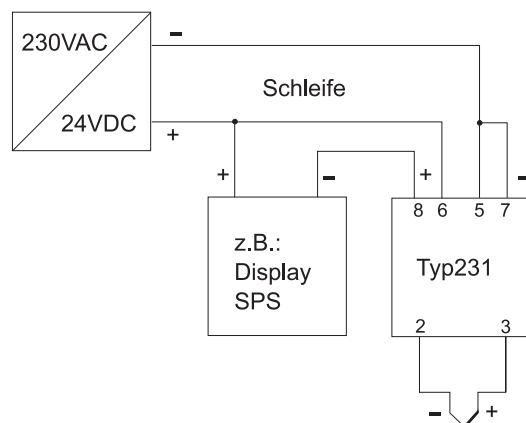 230VAC
24VDC
–
+
Schleife
+
–
+
–
8 6 5 7
z.B.:
Display
SPS
Typ231
2 3
–
+